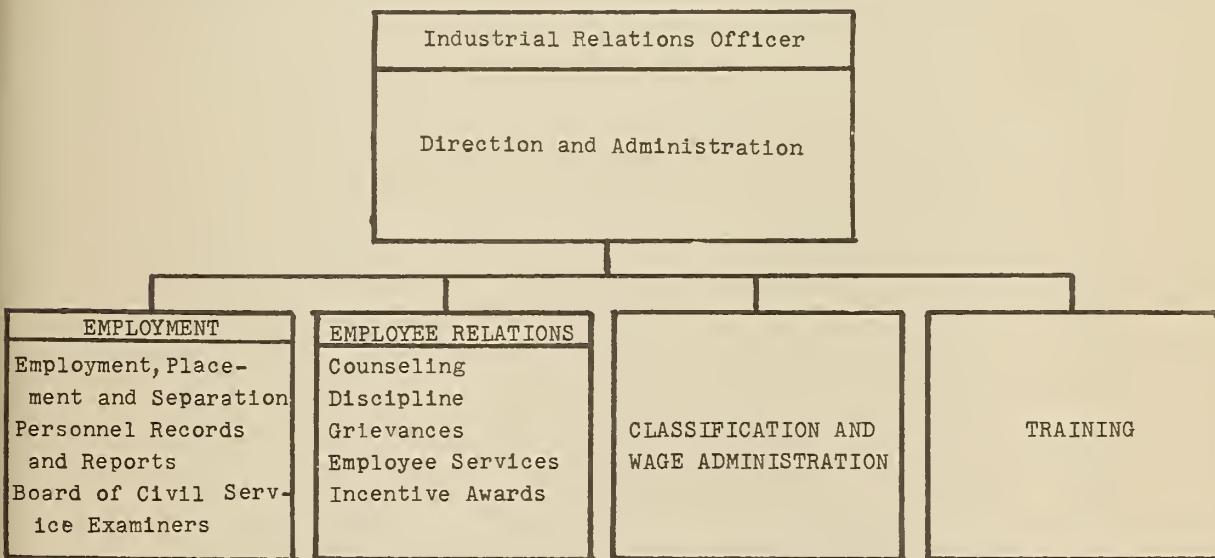 Industrial Relations Officer
Direction and Administration
EMPLOYMENT
Employment, Place-
ment and Separation
Personnel Records
and Reports
Board of Civil Serv-
ice Examiners
EMPLOYEE RELATIONS
Counseling
Discipline
Grievances
Employee Services
Incentive Awards
CLASSIFICATION AND
WAGE ADMINISTRATION
TRAINING